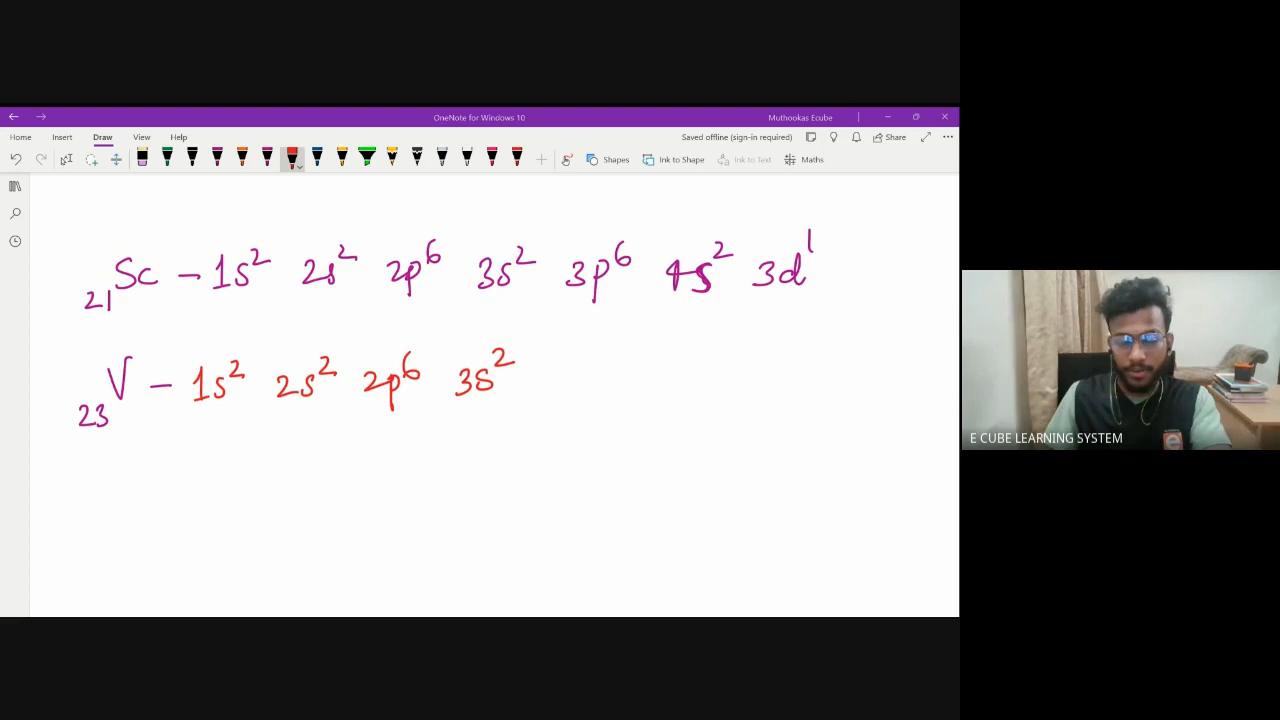 OneNote for Windows 10
Muthookas Ecube
Home Insert Draw View Help
Saved offline (sign-in required)
Share
Shapes
Ink to Shape
Ink to Text
Maths
₂₁Sc – 1s² 2s² 2p⁶ 3s² 3p⁶ 4s² 3d¹
₂₃V – 1s² 2s² 2p⁶ 3s²
E CUBE LEARNING SYSTEM